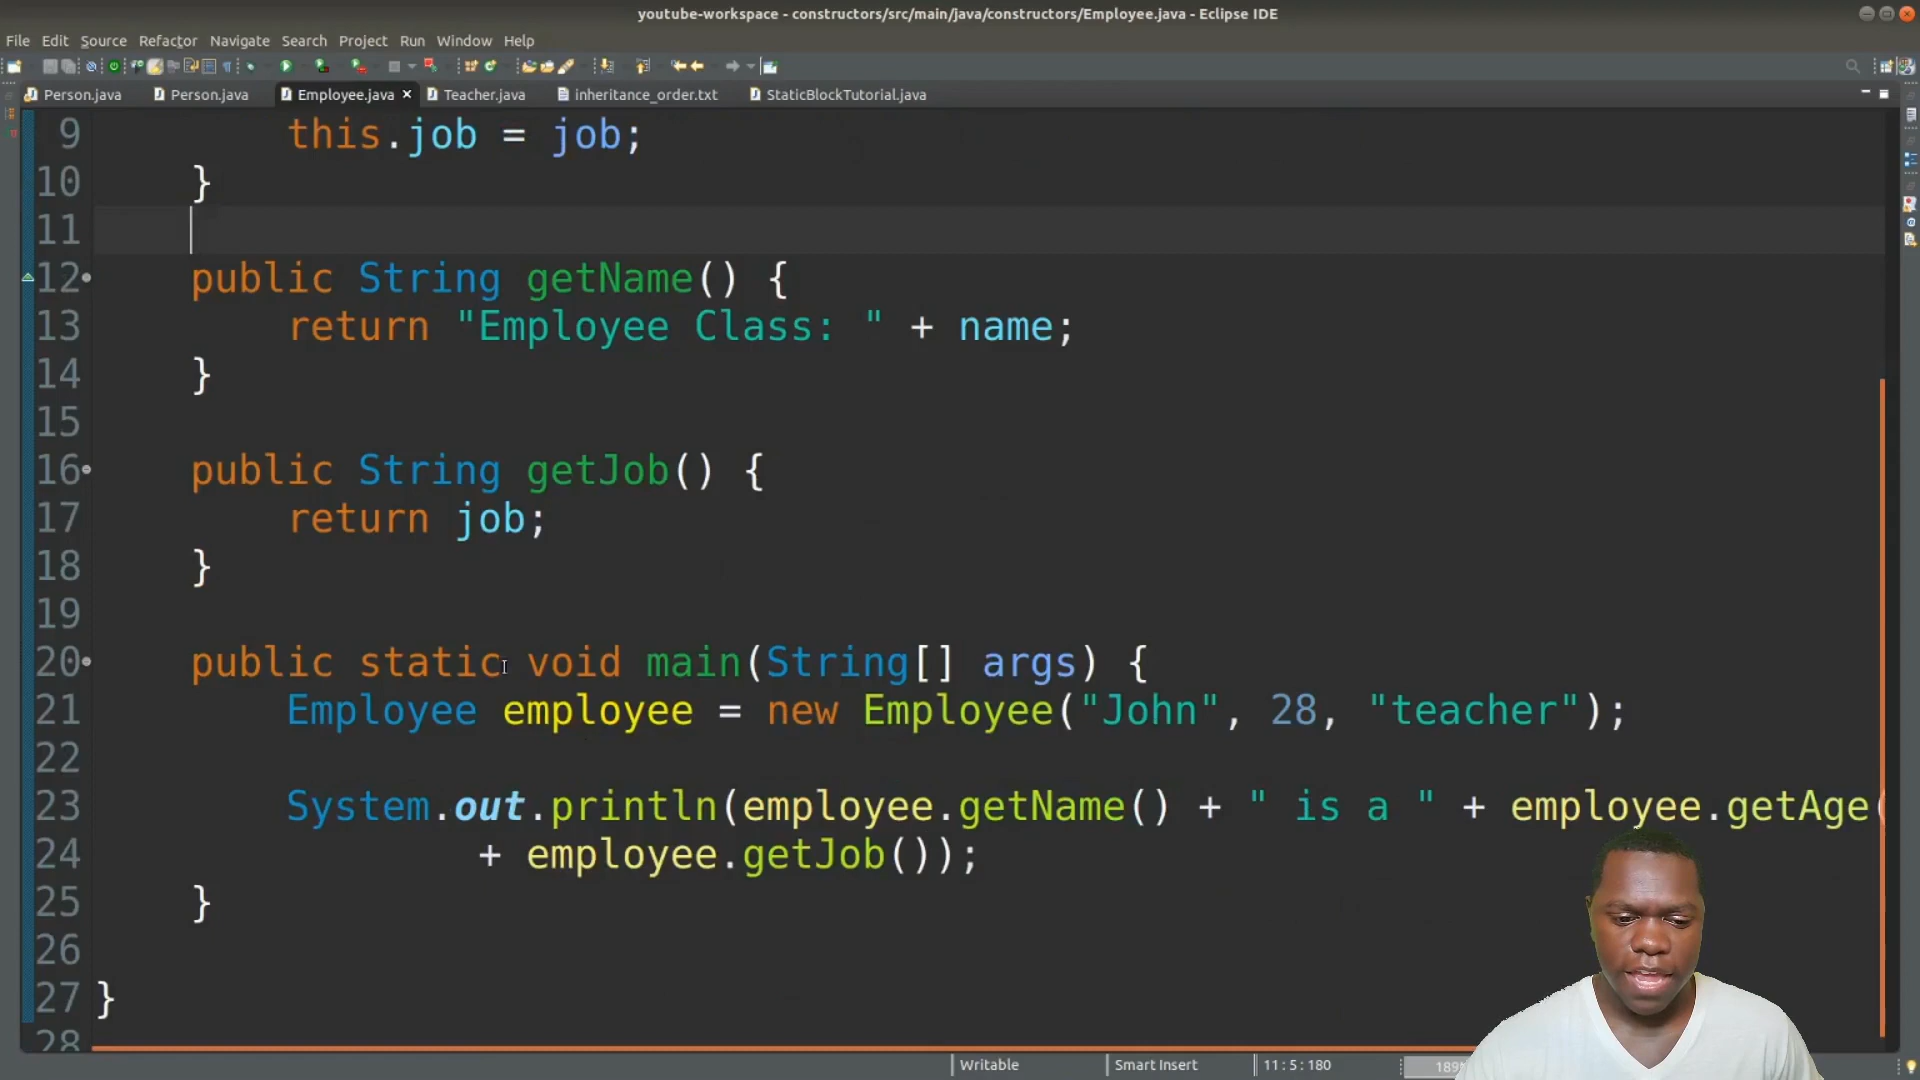 youtube-workspace - constructors/src/main/java/constructors/Employee.java - Eclipse IDE
File Edit Source Refactor Navigate Search Project Run Window Help
Person.java Person.java Employee.java Teacher.java inheritance_order.txt StaticBlockTutorial.java
9 this.job = job;
10 }
11
12 public String getName() {
13 return "Employee Class: " + name;
14 }
15
16 public String getJob() {
17 return job;
18 }
19
20 public static void main(String[] args) {
21 Employee employee = new Employee("John", 28, "teacher");
22
23 System.out.println(employee.getName() + " is a " + employee.getAge(
24 + employee.getJob());
25 }
26
27 }
28
Writable Smart Insert 11:5:180